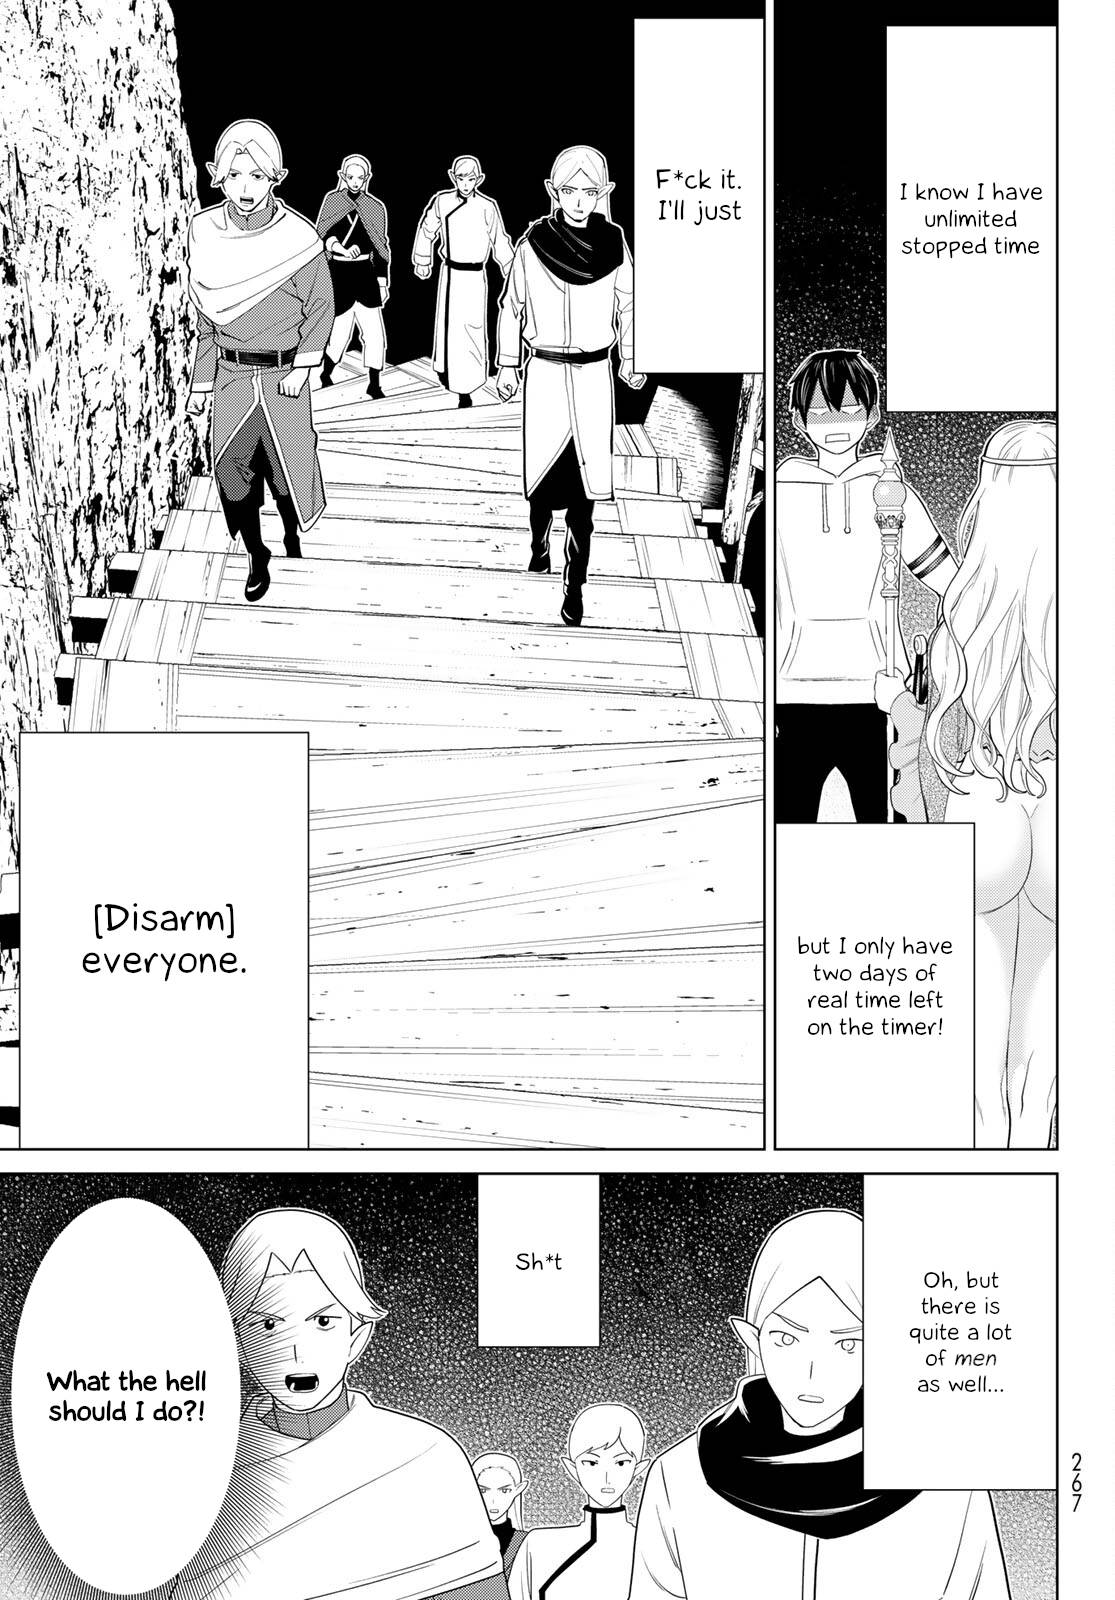 I know I have
unlimited
stopped time
but I only have
two days of
real time left
on the timer!
F*ck it.
I'll just
[Disarm]
everyone.
Oh, but
there is
quite a lot
of men
as well...
Sh*t
What the hell
should I do?!
267